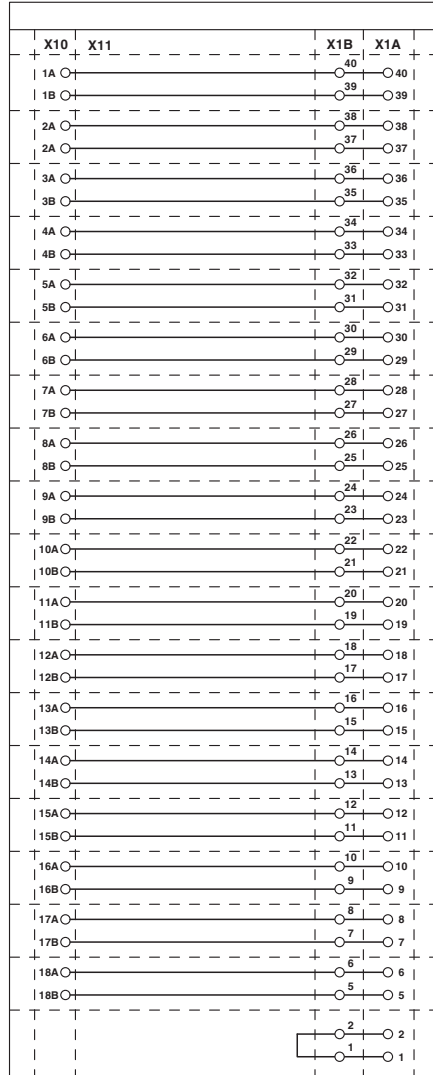 X10 X11 X1B X1A
1A 40 40
1B 39 39
2A 38 38
2A 37 37
3A 36 36
3B 35 35
4A 34 34
4B 33 33
5A 32 32
5B 31 31
6A 30 30
6B 29 29
7A 28 28
7B 27 27
8A 26 26
8B 25 25
9A 24 24
9B 23 23
10A 22 22
10B 21 21
11A 20 20
11B 19 19
12A 18 18
12B 17 17
13A 16 16
13B 15 15
14A 14 14
14B 13 13
15A 12 12
15B 11 11
16A 10 10
16B 9 9
17A 8 8
17B 7 7
18A 6 6
18B 5 5
2 2
1 1